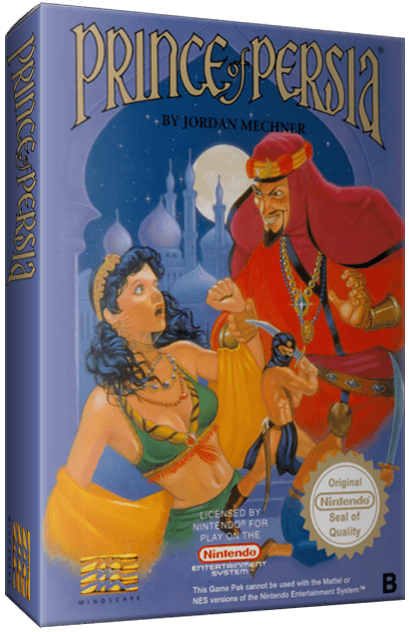 PRINCE of PERSIA
PRINCE of PERSIA®
BY JORDAN MECHNER
LICENSED BY
NINTENDO® FOR
PLAY ON THE
Nintendo
ENTERTAINMENT
SYSTEM™
This Game Pak cannot be used with the Mattel or
NES versions of the Nintendo Entertainment System™
MINDSCAPE
Original
Nintendo
Seal of
Quality
B